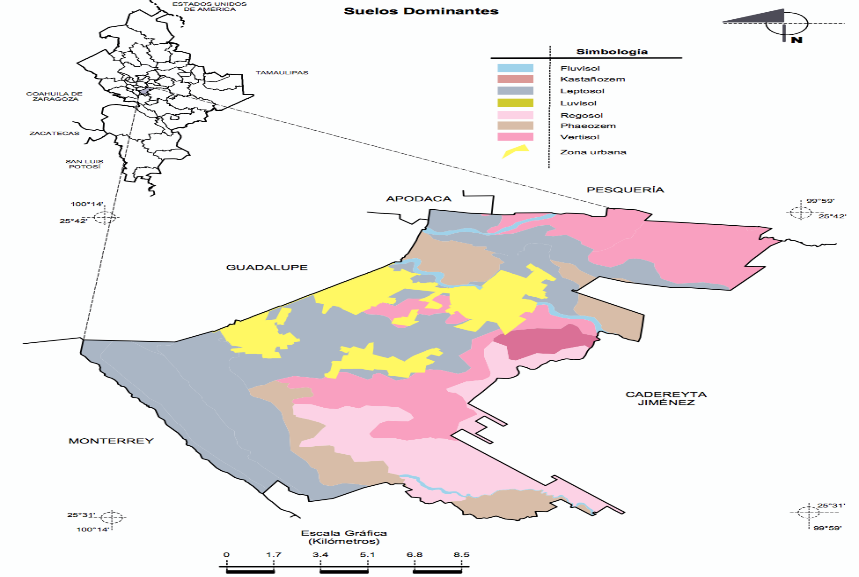 ESTADOS UNIDOS
DE AMÉRICA
Suelos Dominantes
N
Simbología
Fluvisol
Kastañozem
Leptosol
Luvisol
Regosol
Phaeozem
Vertisol
Zona urbana
TAMAULIPAS
COAHUILA DE
ZARAGOZA
ZACATECAS
SAN LUIS
POTOSÍ
100°14'
25°42'
APODACA
PESQUERÍA
99°59'
25°42'
GUADALUPE
CADEREYTA
JIMÉNEZ
MONTERREY
25°31'
100°14'
25°31'
99°59'
Escala Gráfica
(Kilómetros)
0 1.7 3.4 5.1 6.8 8.5